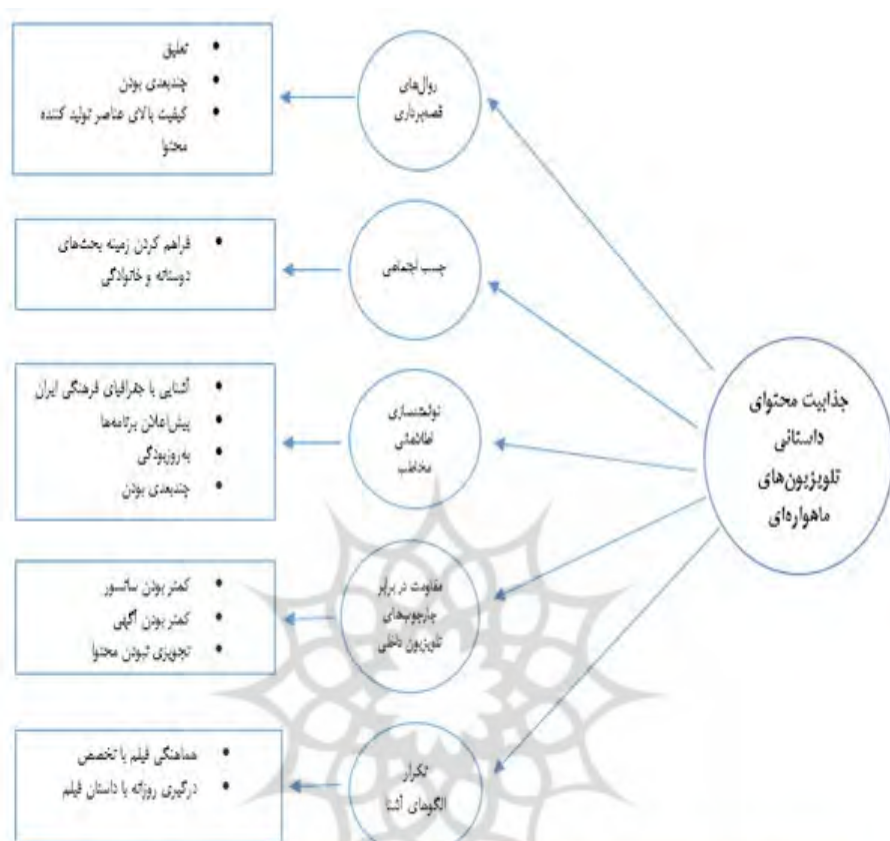 جذابیت محتوای
داستانی
تلویزیون‌های
ماهواره‌ای
روال‌های
قصه‌پردازی
• تعلیق
• چندبعدی بودن
• کیفیت بالای عناصر تولید کننده
محتوا
چسب اجتماعی
• فراهم کردن زمینه بحث‌های
دوستانه و خانوادگی
توانمندسازی
اطلاعاتی
مخاطب
• آشنایی با جغرافیای فرهنگی ایران
• پیش‌اعلان برنامه‌ها
• به‌روزبودگی
• چندبعدی بودن
مقاومت در برابر
چارچوب‌های
تلویزیون داخلی
• کمتر بودن سانسور
• کمتر بودن آگهی
• تجویزی نبودن محتوا
تکرار
الگوهای آشنا
• هماهنگی فیلم با تخصص
• درگیری روزانه با داستان فیلم